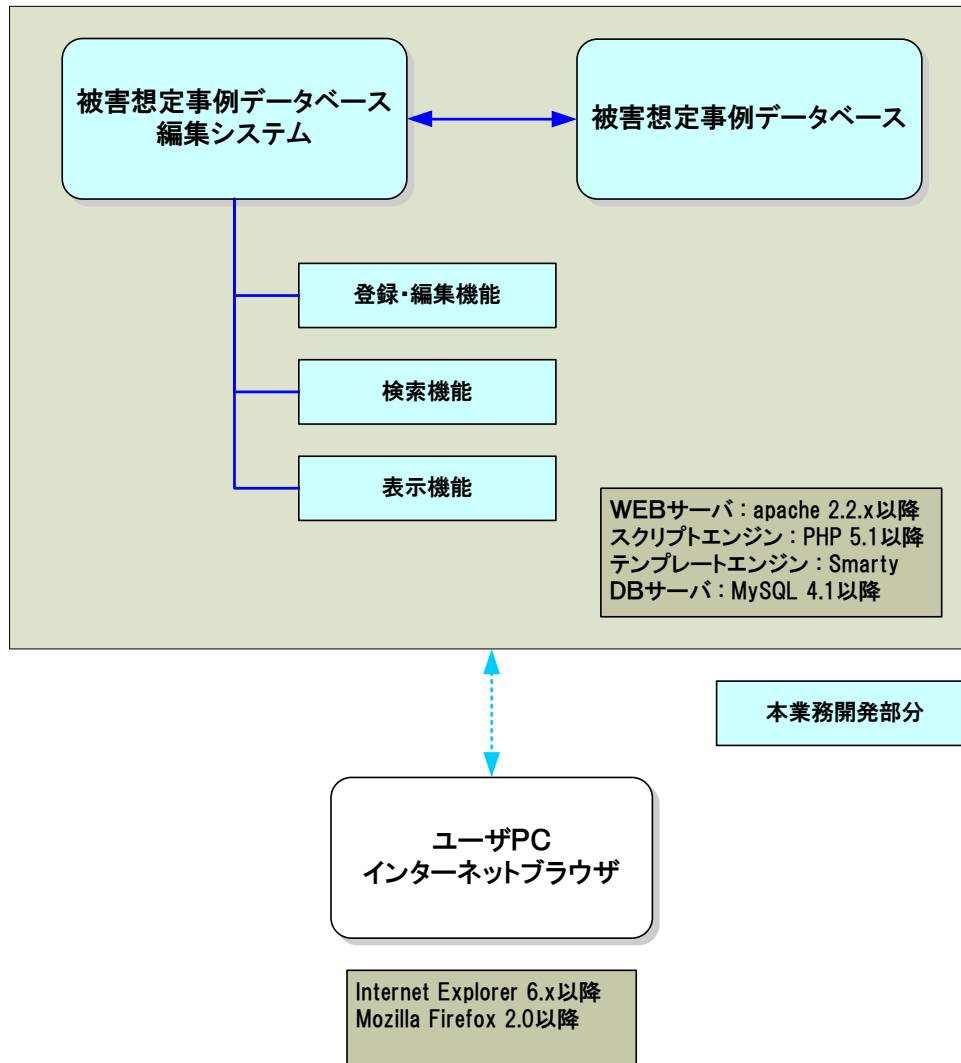 被害想定事例データベース
編集システム
被害想定事例データベース
登録・編集機能
検索機能
表示機能
WEBサーバ：apache 2.2.x以降
スクリプトエンジン：PHP 5.1以降
テンプレートエンジン：Smarty
DBサーバ：MySQL 4.1以降
本業務開発部分
ユーザPC
インターネットブラウザ
Internet Explorer 6.x以降
Mozilla Firefox 2.0以降